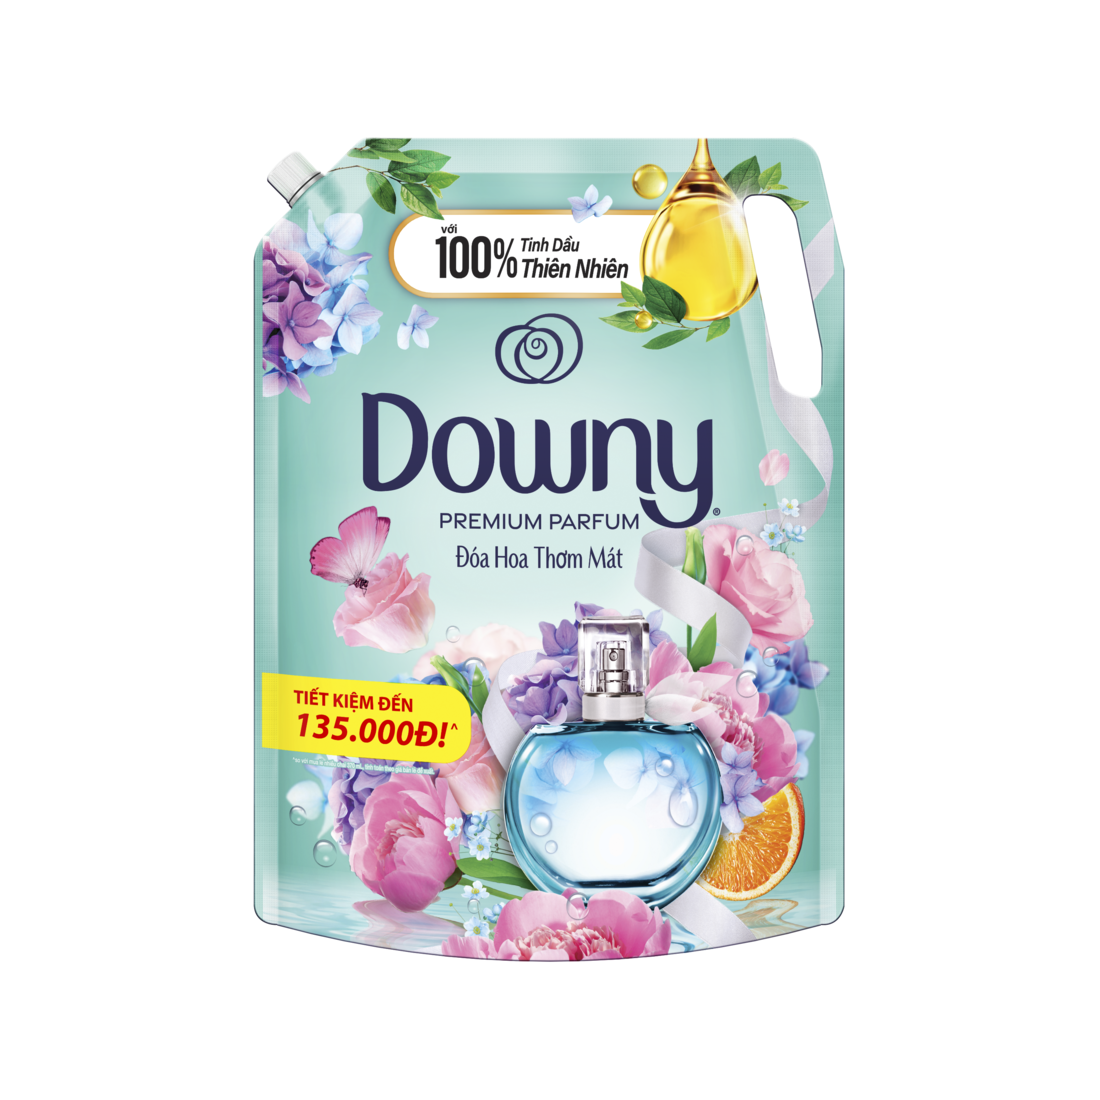 với
100% Tinh Dầu
Thiên Nhiên
Downy®
PREMIUM PARFUM
Đóa Hoa Thơm Mát
TIẾT KIỆM ĐẾN
135.000Đ!^